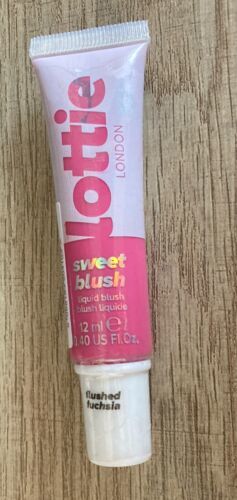 lottie
LONDON
sweet
blush
liquid blush
blush liquide
12 ml ℮
0.40 US Fl.Oz.
flushed
fuchsia